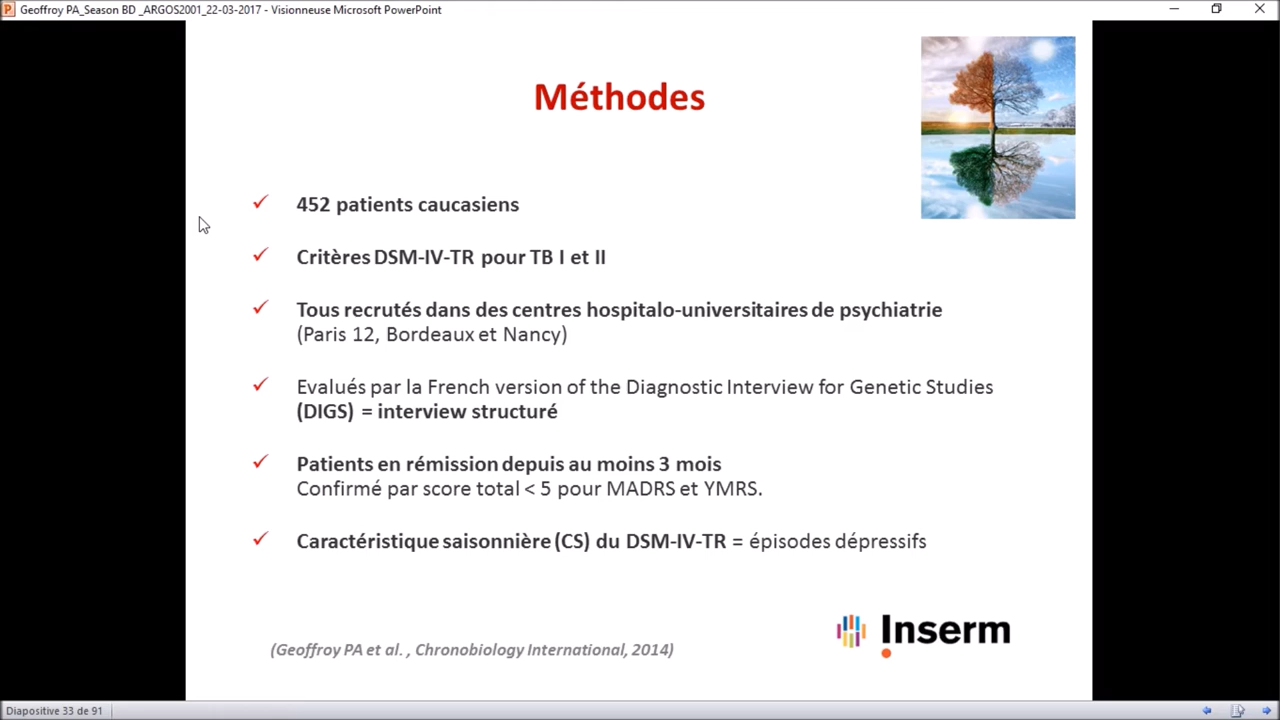 Geoffroy PA_Season BD _ARGOS2001_22-03-2017 - Visionneuse Microsoft PowerPoint
Méthodes
452 patients caucasiens
Critères DSM-IV-TR pour TB I et II
Tous recrutés dans des centres hospitalo-universitaires de psychiatrie
(Paris 12, Bordeaux et Nancy)
Evalués par la French version of the Diagnostic Interview for Genetic Studies
(DIGS) = interview structuré
Patients en rémission depuis au moins 3 mois
Confirmé par score total < 5 pour MADRS et YMRS.
Caractéristique saisonnière (CS) du DSM-IV-TR = épisodes dépressifs
Inserm
(Geoffroy PA et al. , Chronobiology International, 2014)
Diapositive 33 de 91